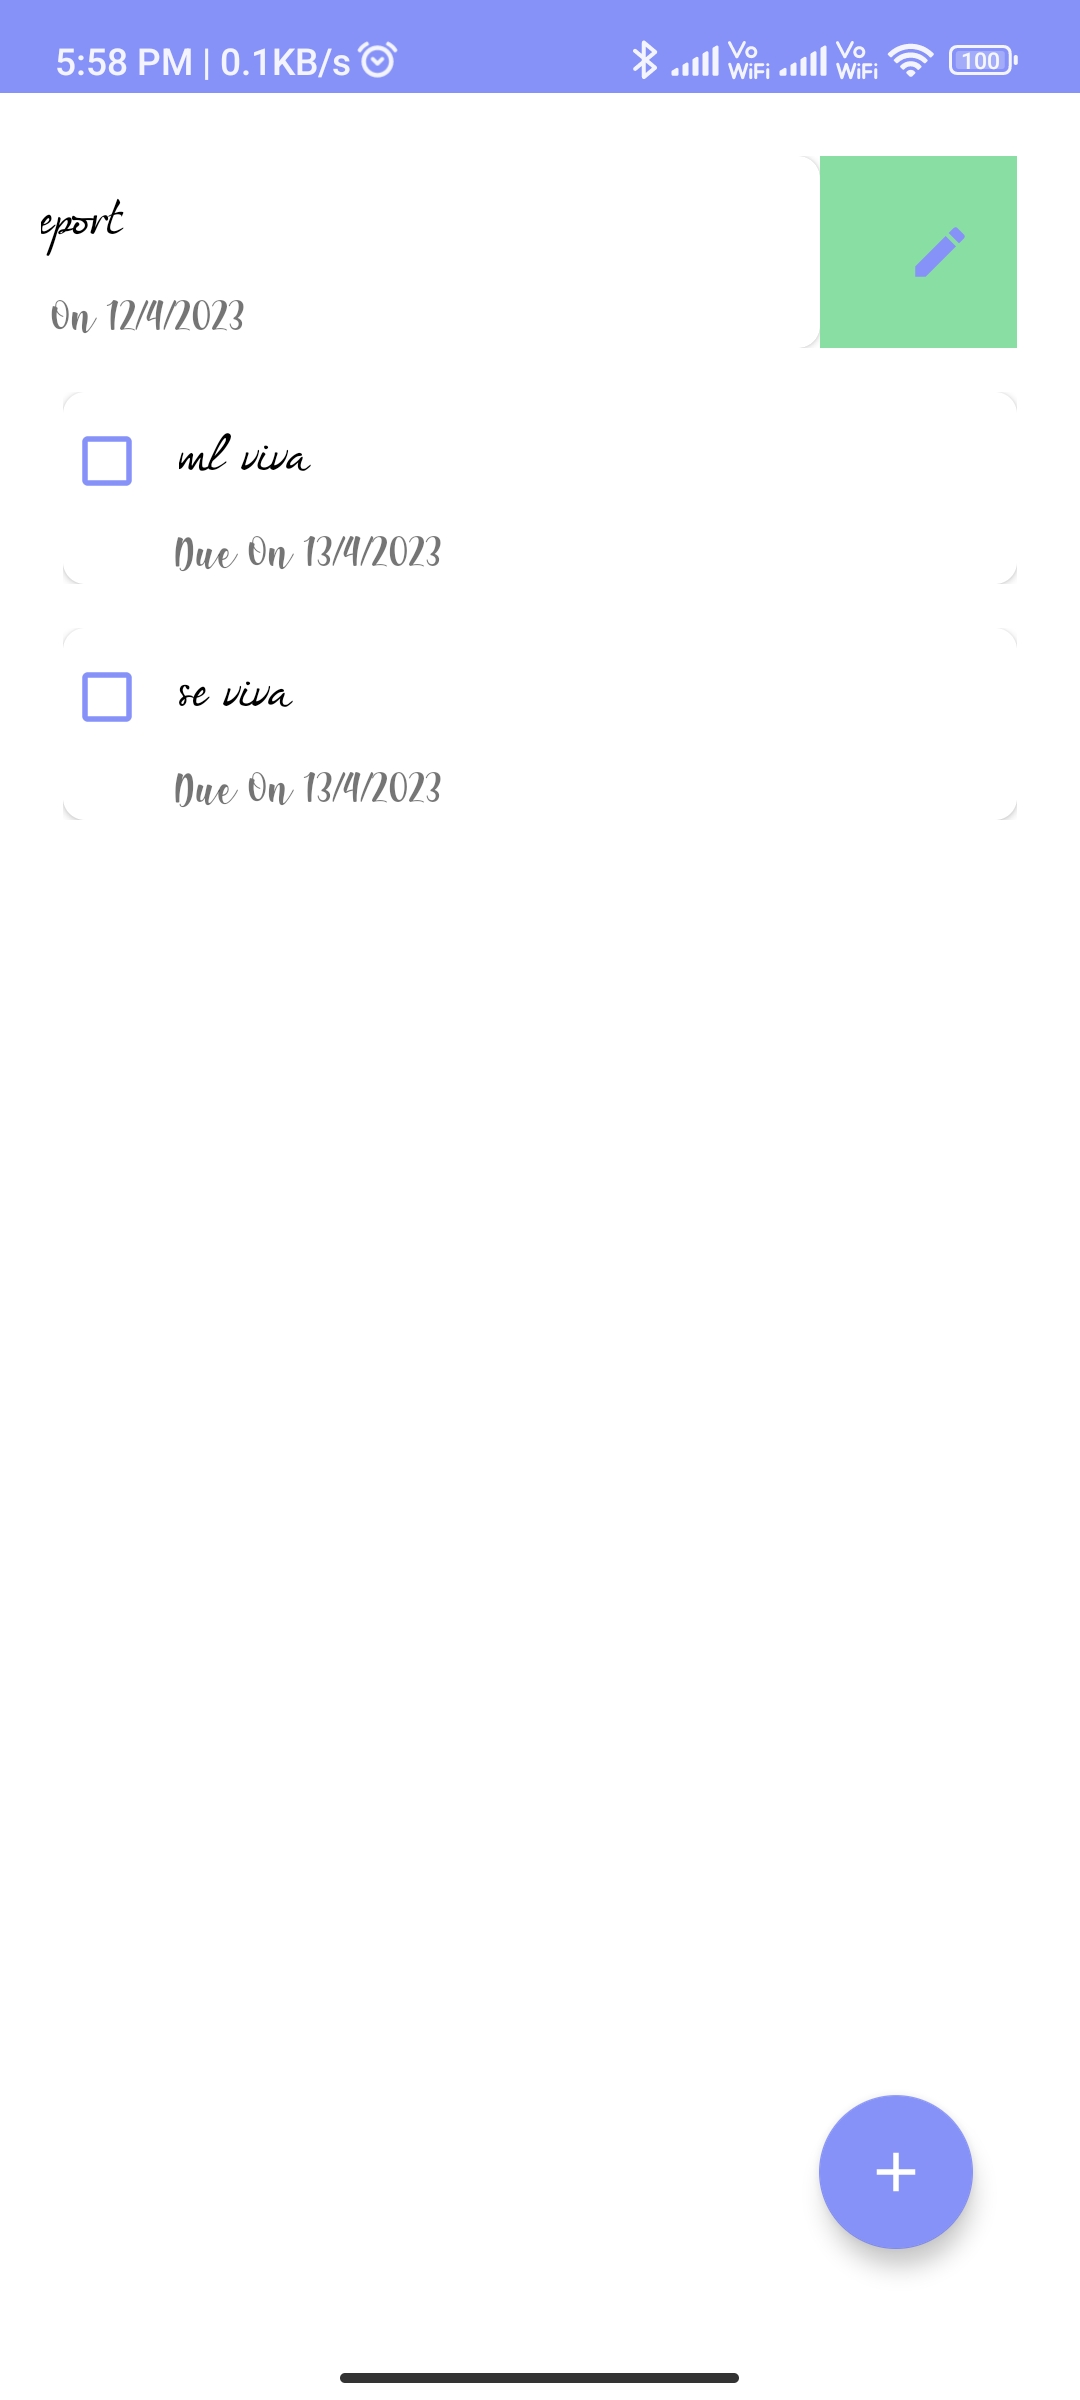 5:58 PM | 0.1KB/s Vo WiFi Vo WiFi 100
eport
On 12/4/2023
ml viva
Due On 13/4/2023
se viva
Due On 13/4/2023